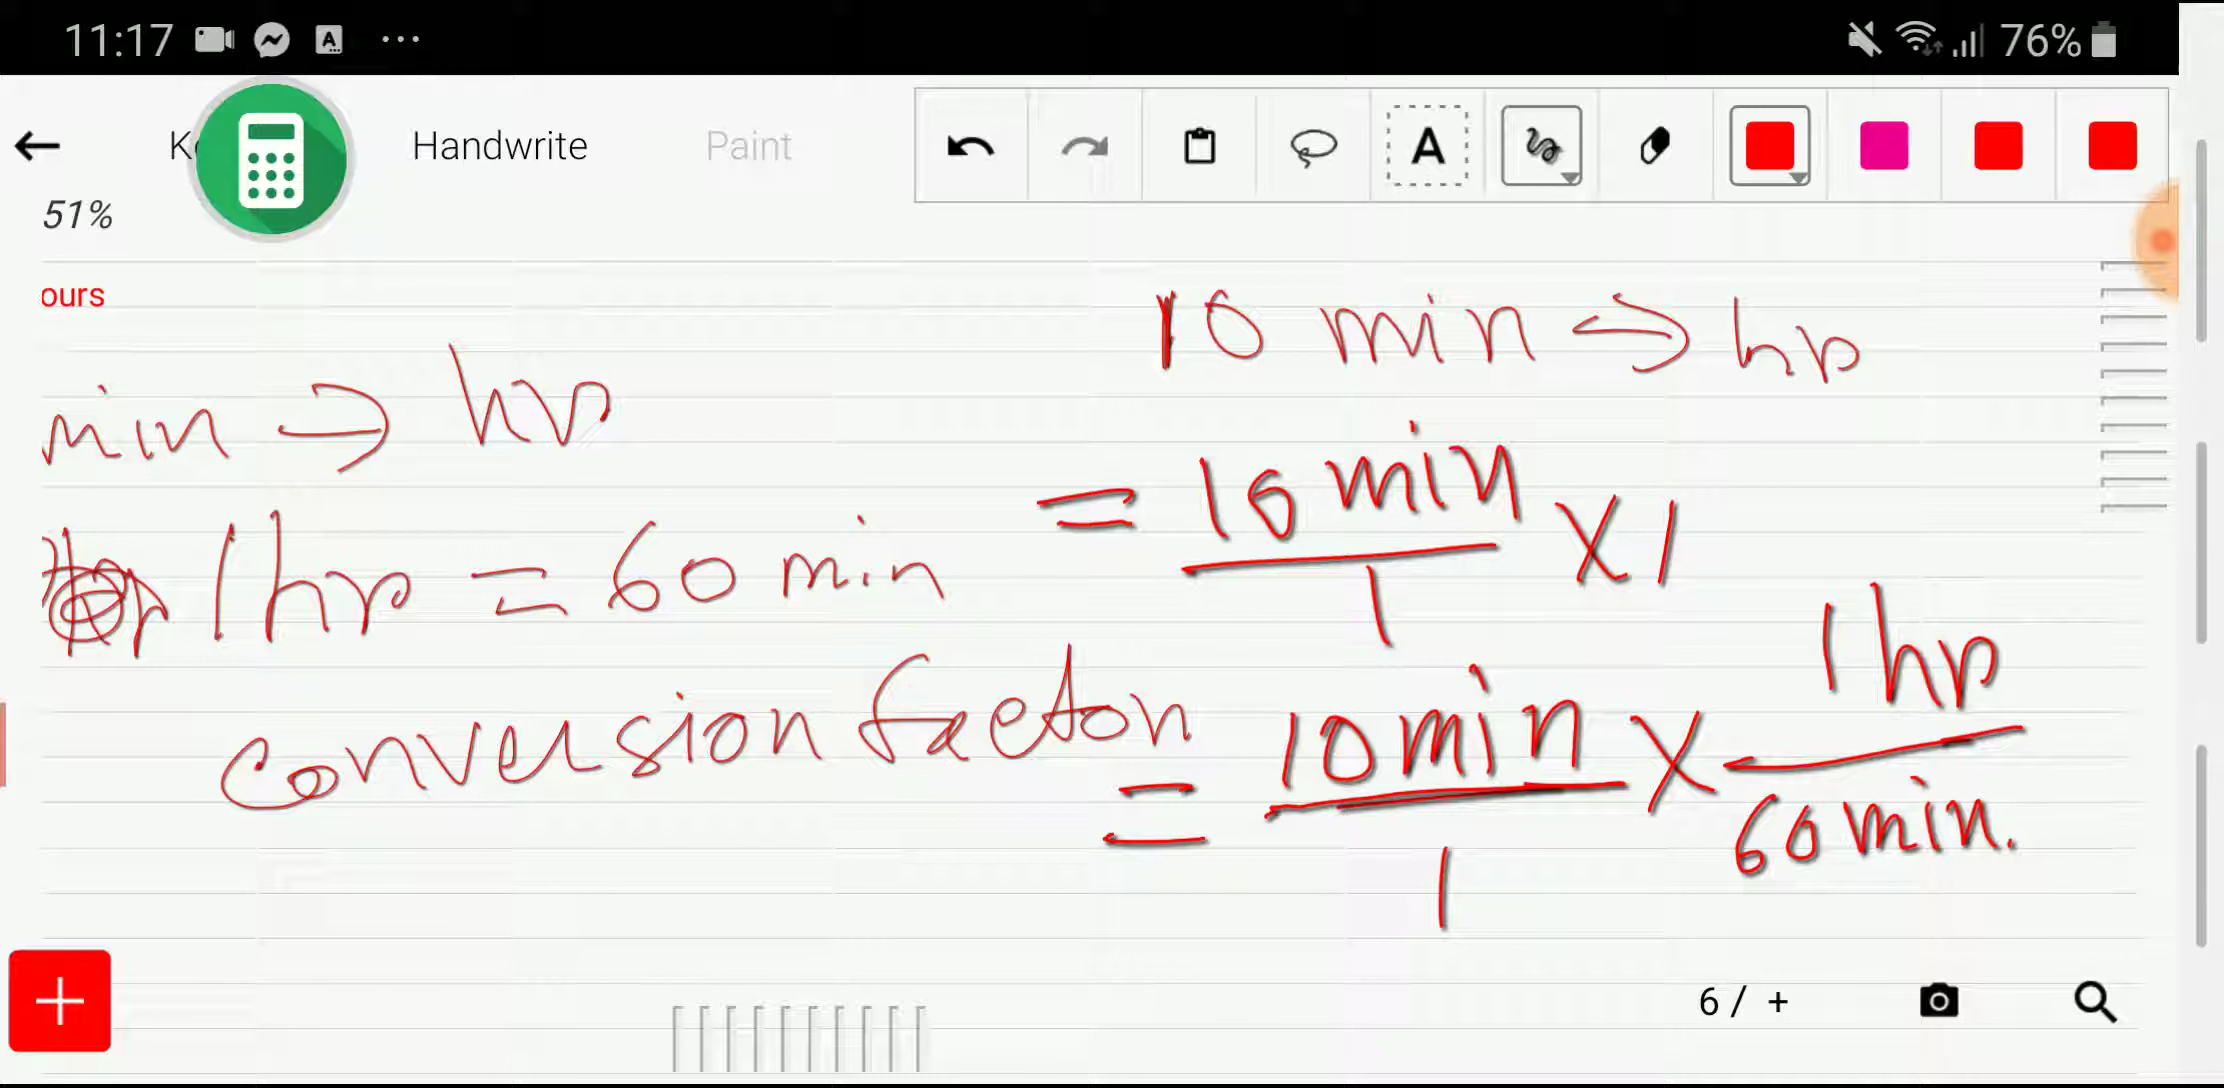 11:17 A ... 76%
K Handwrite Paint A
51%
ours
10 min → hr
min → hr
= 10 min / 1 × 1
1 hr = 60 min
conversion factor
= 10 min / 1 × 1 hr / 60 min.
6 / +